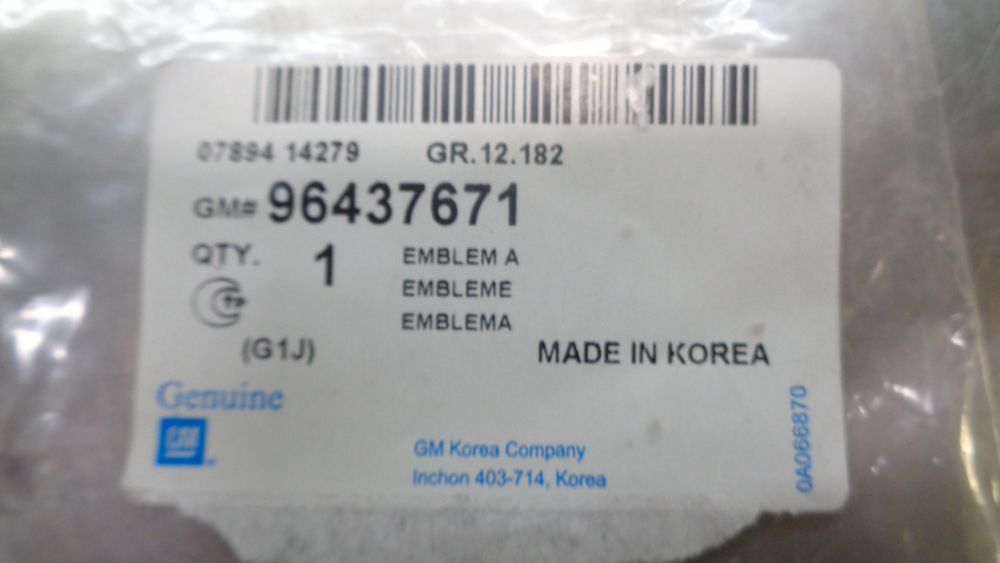 07894 14279 GR.12.182
GM# 96437671
QTY. 1 EMBLEM A
EMBLEME
EMBLEMA
(G1J)
MADE IN KOREA
Genuine
GM
GM Korea Company
Inchon 403-714, Korea
0A066870